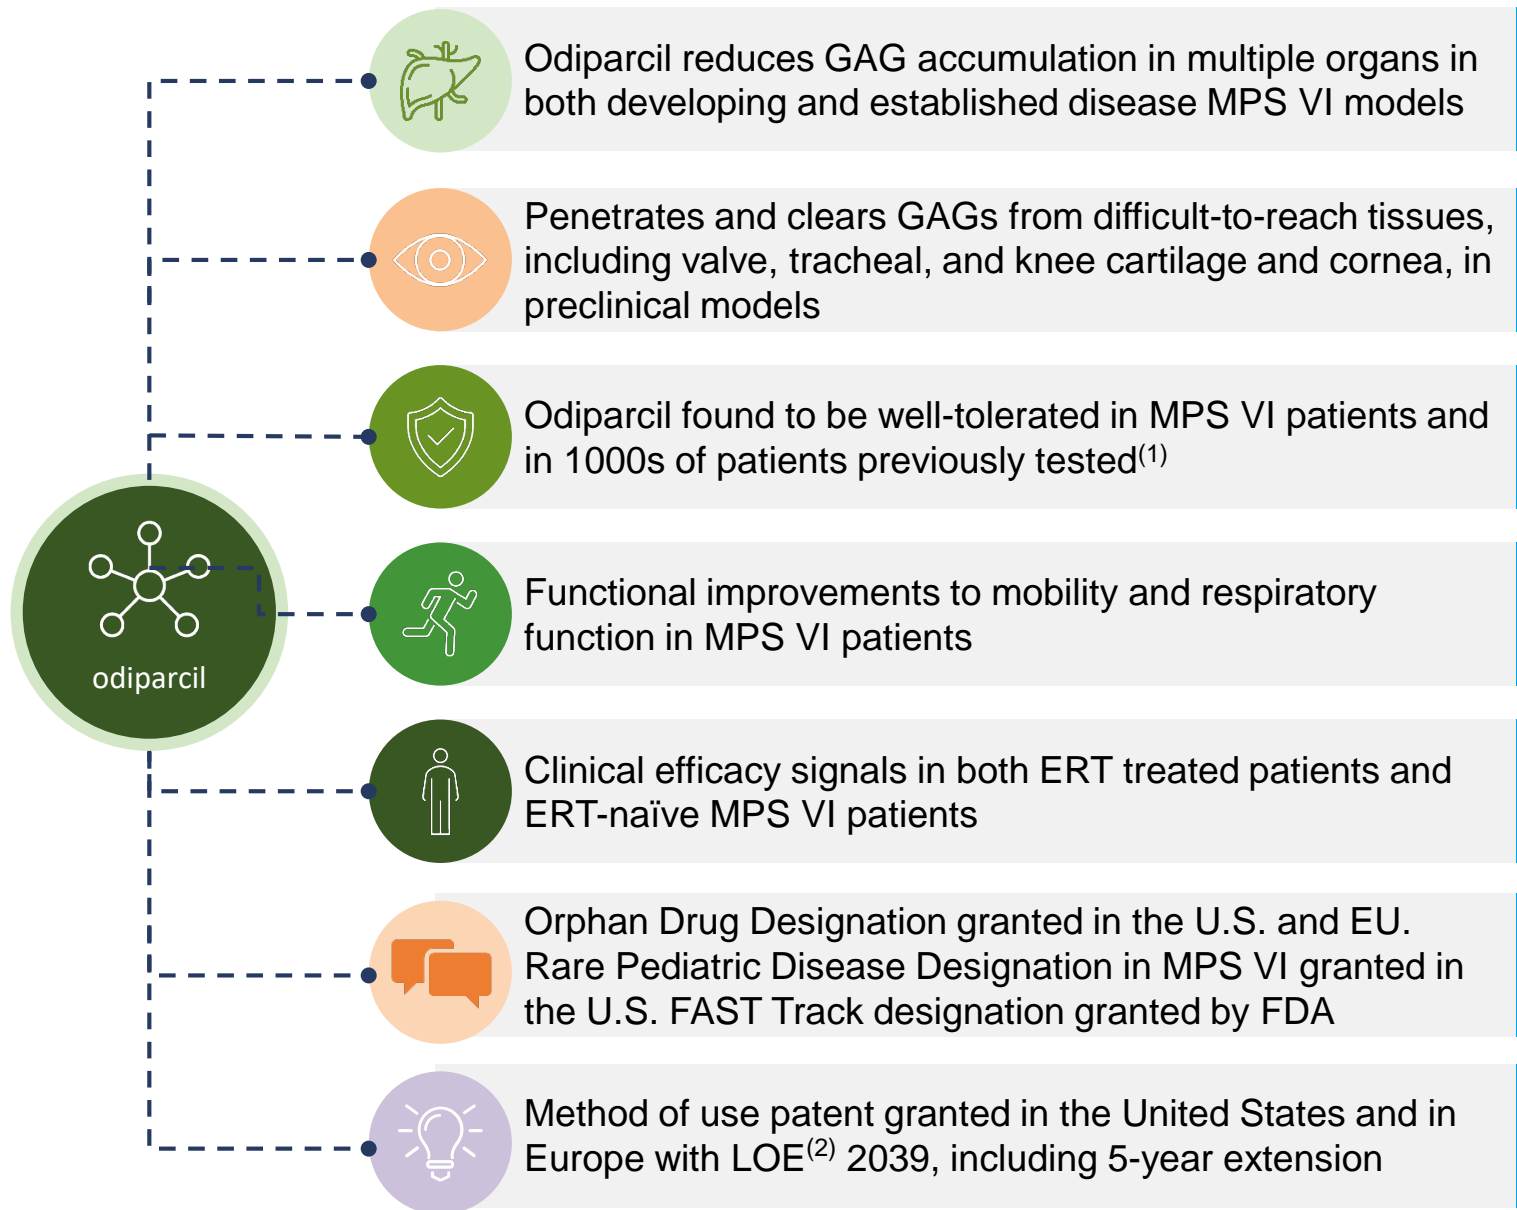 Odiparcil reduces GAG accumulation in multiple organs in
both developing and established disease MPS VI models
Penetrates and clears GAGs from difficult-to-reach tissues,
including valve, tracheal, and knee cartilage and cornea, in
preclinical models
Odiparcil found to be well-tolerated in MPS VI patients and
in 1000s of patients previously tested(1)
odiparcil
Functional improvements to mobility and respiratory
function in MPS VI patients
Clinical efficacy signals in both ERT treated patients and
ERT-naïve MPS VI patients
Orphan Drug Designation granted in the U.S. and EU.
Rare Pediatric Disease Designation in MPS VI granted in
the U.S. FAST Track designation granted by FDA
Method of use patent granted in the United States and in
Europe with LOE(2) 2039, including 5-year extension